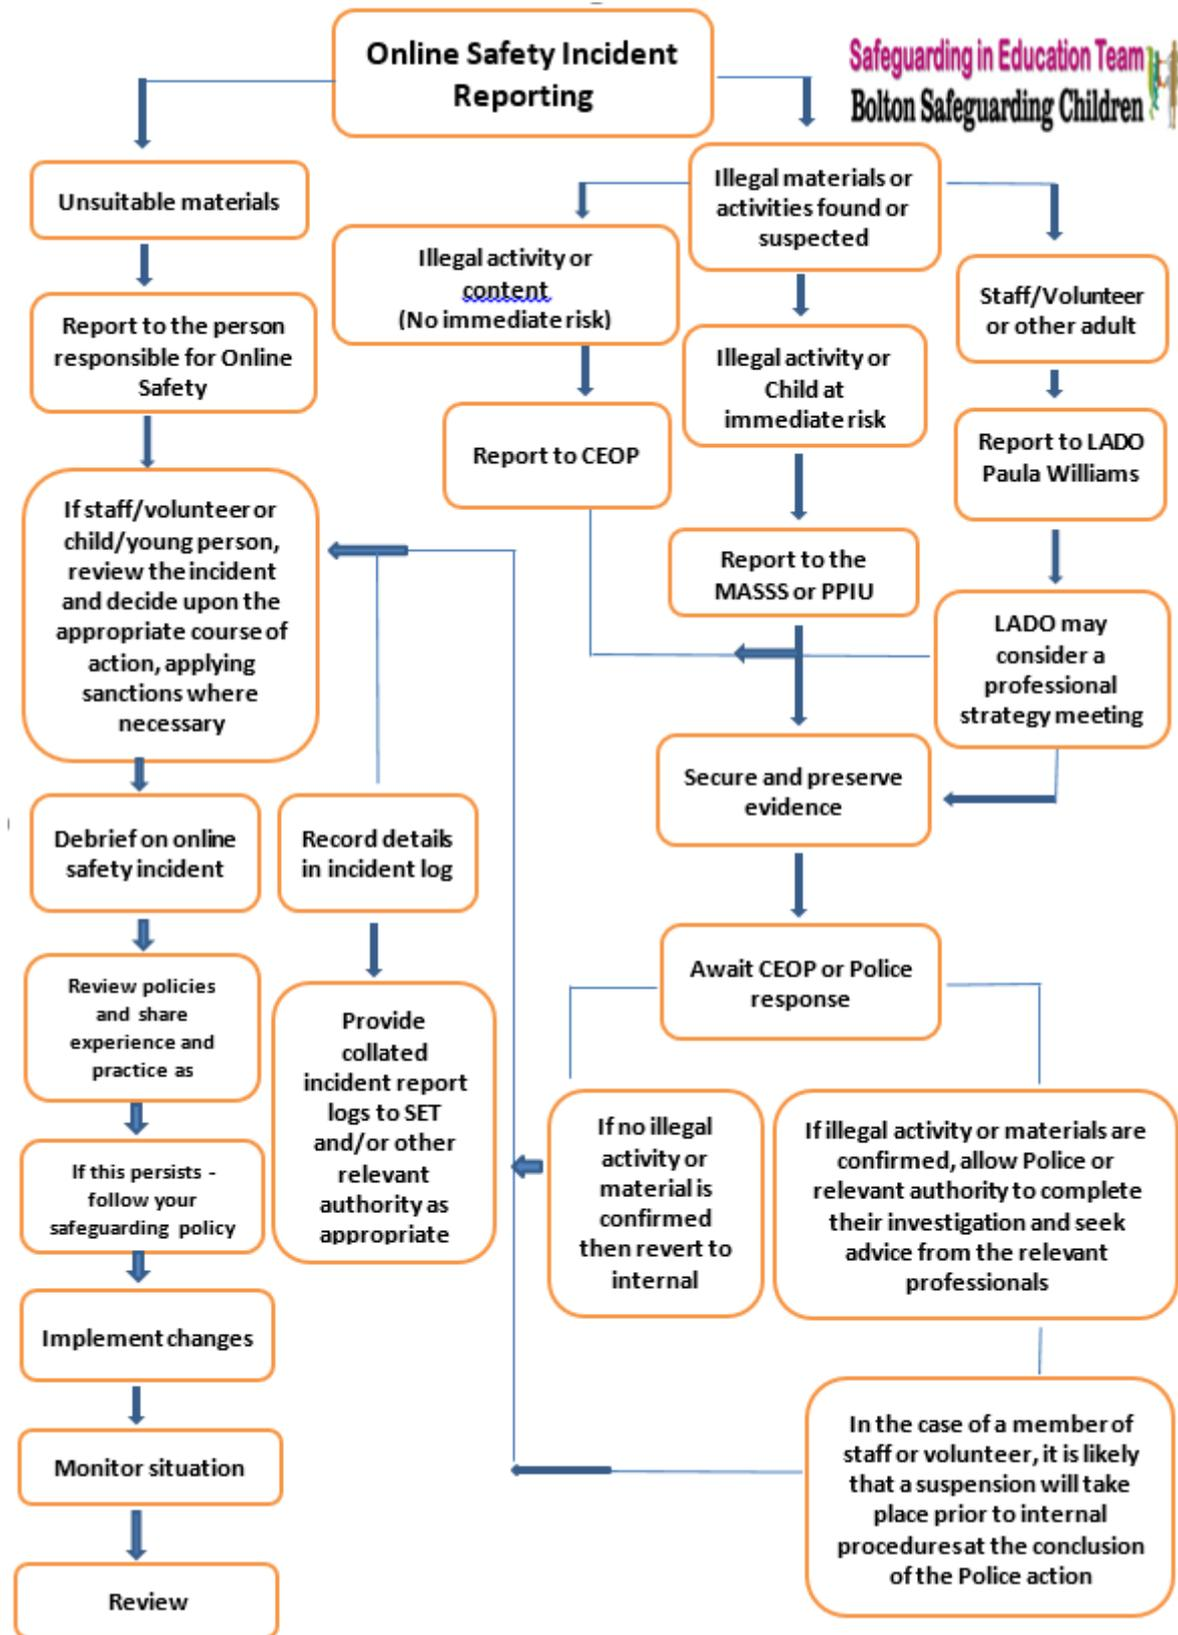 Online Safety Incident
Reporting
Safeguarding in Education Team
Bolton Safeguarding Children
Unsuitable materials
Illegal materials or
activities found or
suspected
Illegal activity or
content
(No immediate risk)
Staff/Volunteer
or other adult
Report to the person
responsible for Online
Safety
Illegal activity or
Child at
immediate risk
Report to CEOP
Report to LADO
Paula Williams
If staff/volunteer or
child/young person,
review the incident
and decide upon the
appropriate course of
action, applying
sanctions where
necessary
Report to the
MASSS or PPIU
LADO may
consider a
professional
strategy meeting
Secure and preserve
evidence
Debrief on online
safety incident
Record details
in incident log
Await CEOP or Police
response
Review policies
and share
experience and
practice as
Provide
collated
incident report
logs to SET
and/or other
relevant
authority as
appropriate
If no illegal
activity or
material is
confirmed
then revert to
internal
If illegal activity or materials are
confirmed, allow Police or
relevant authority to complete
their investigation and seek
advice from the relevant
professionals
If this persists -
follow your
safeguarding policy
Implement changes
In the case of a member of
staff or volunteer, it is likely
that a suspension will take
place prior to internal
procedures at the conclusion
of the Police action
Monitor situation
Review